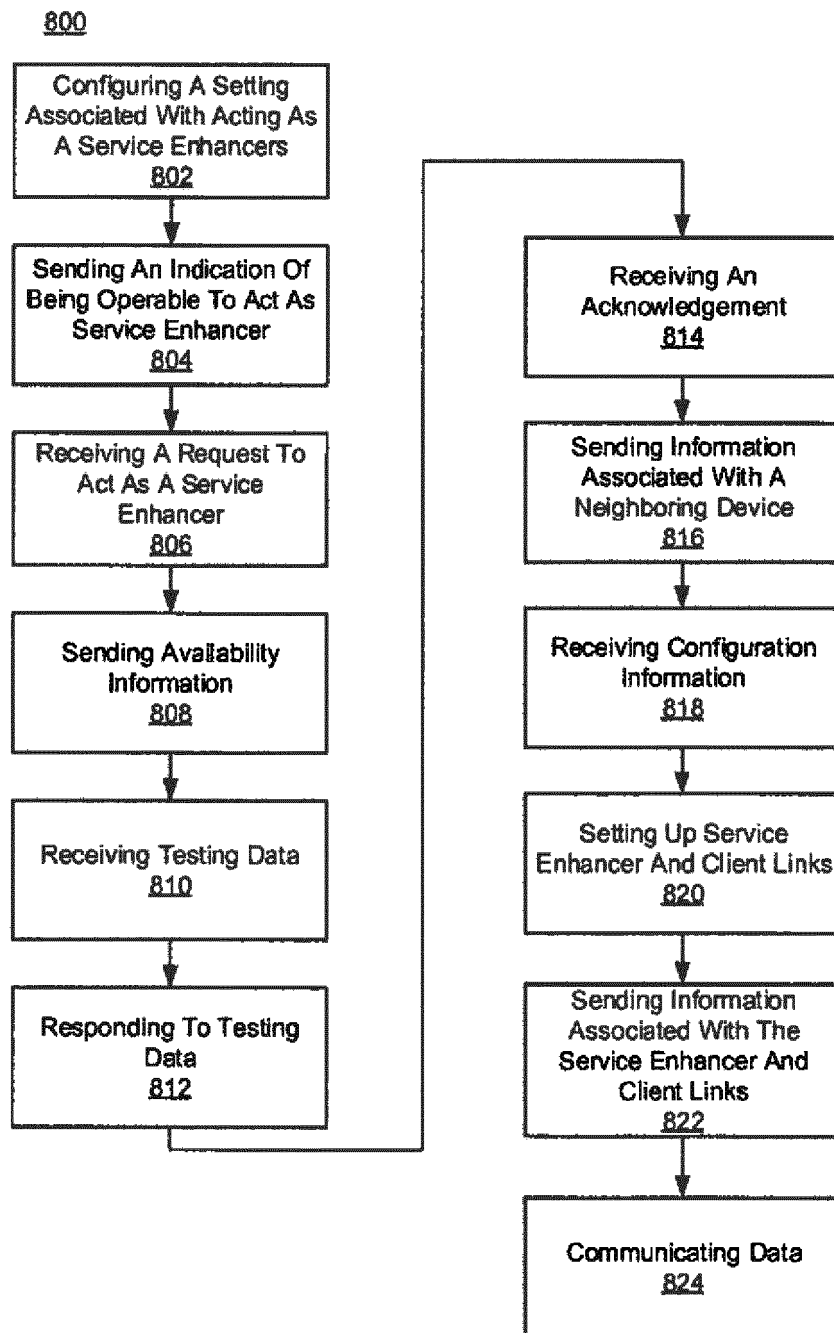 800
Configuring A Setting
Associated With Acting As
A Service Enhancers
802
Sending An Indication Of
Being Operable To Act As
Service Enhancer
804
Receiving A Request To
Act As A Service
Enhancer
806
Sending Availability
Information
808
Receiving Testing Data
810
Responding To Testing
Data
812
Receiving An
Acknowledgement
814
Sending Information
Associated With A
Neighboring Device
816
Receiving Configuration
Information
818
Setting Up Service
Enhancer And Client Links
820
Sending Information
Associated With The
Service Enhancer And
Client Links
822
Communicating Data
824